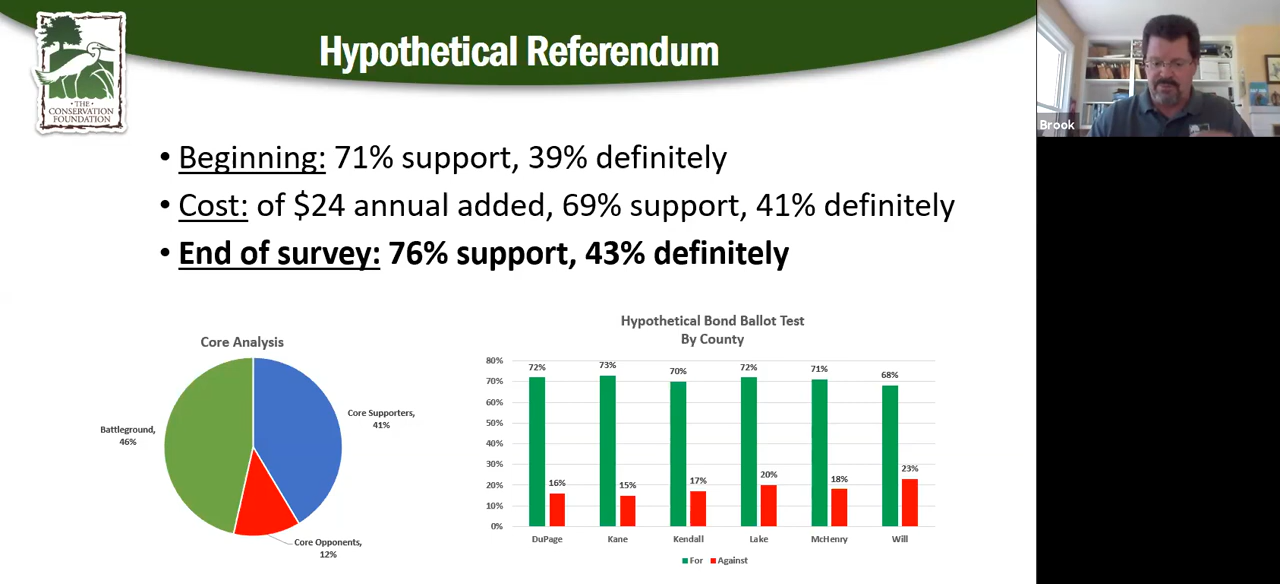 Hypothetical Referendum
• THE •
CONSERVATION
FOUNDATION
Brook
• Beginning: 71% support, 39% definitely
• Cost: of $24 annual added, 69% support, 41% definitely
• End of survey: 76% support, 43% definitely
Core Analysis
Battleground,
46%
Core Supporters,
41%
Core Opponents,
12%
Hypothetical Bond Ballot Test
By County
80%
70%
60%
50%
40%
30%
20%
10%
0%
72% 16% 73% 15% 70% 17% 72% 20% 71% 18% 68% 23%
DuPage Kane Kendall Lake McHenry Will
For Against